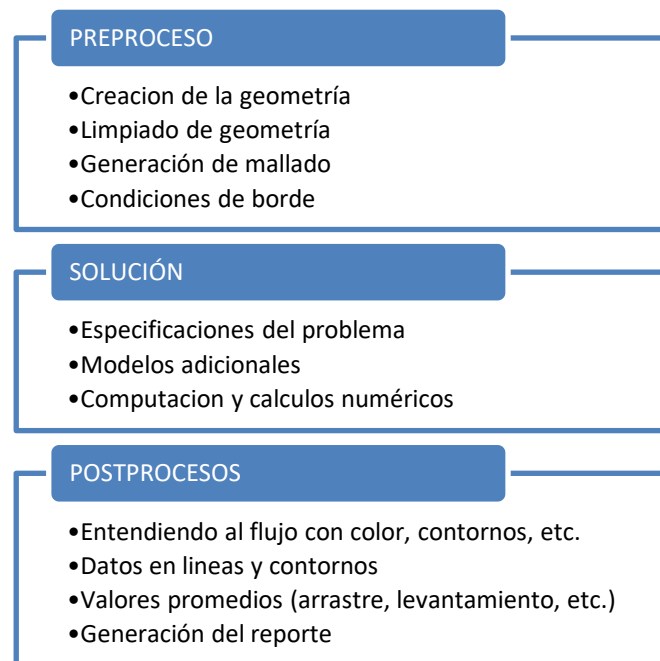 PREPROCESO
•Creacion de la geometría
•Limpiado de geometría
•Generación de mallado
•Condiciones de borde
SOLUCIÓN
•Especificaciones del problema
•Modelos adicionales
•Computacion y calculos numéricos
POSTPROCESOS
•Entendiendo al flujo con color, contornos, etc.
•Datos en lineas y contornos
•Valores promedios (arrastre, levantamiento, etc.)
•Generación del reporte